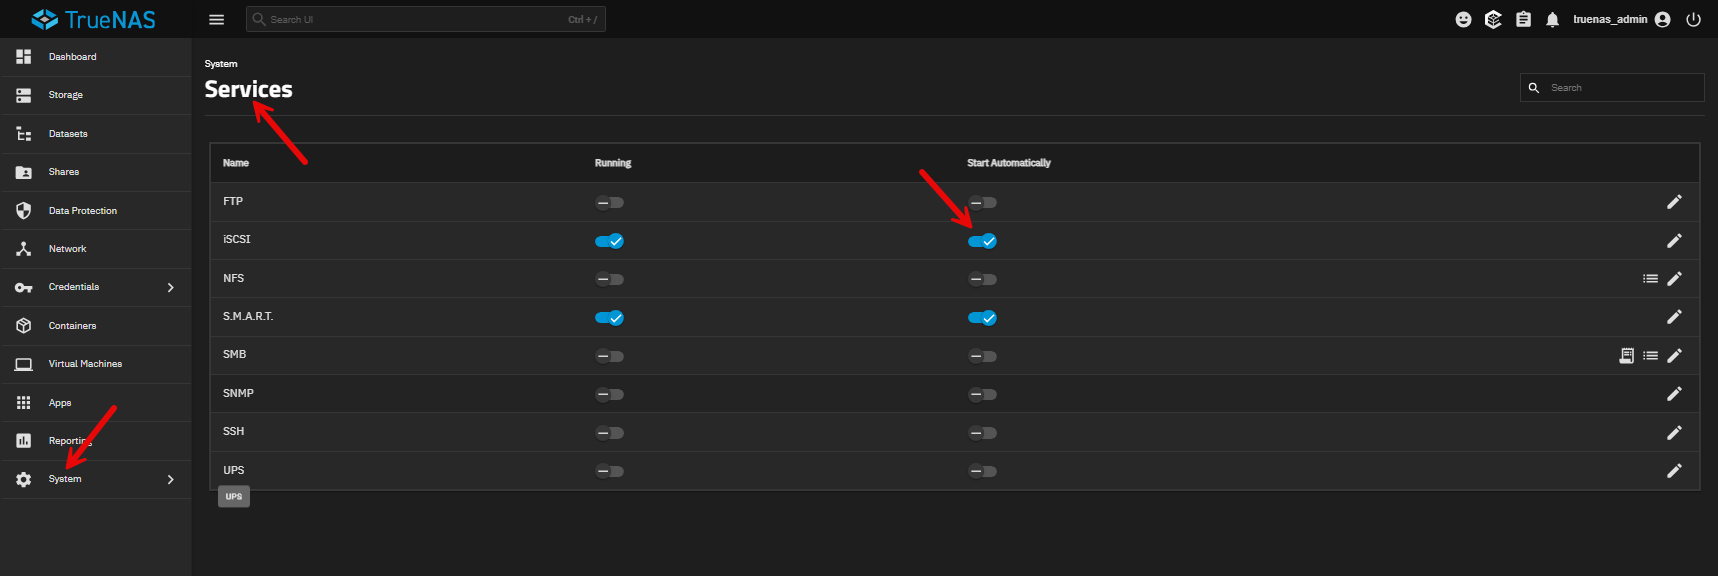 TrueNAS
Search UI
Ctrl + /
truenas_admin
Dashboard
Storage
Datasets
Shares
Data Protection
Network
Credentials
Containers
Virtual Machines
Apps
Reporting
System
System
Services
Search
Name Running Start Automatically
FTP
iSCSI
NFS
S.M.A.R.T.
SMB
SNMP
SSH
UPS
UPS